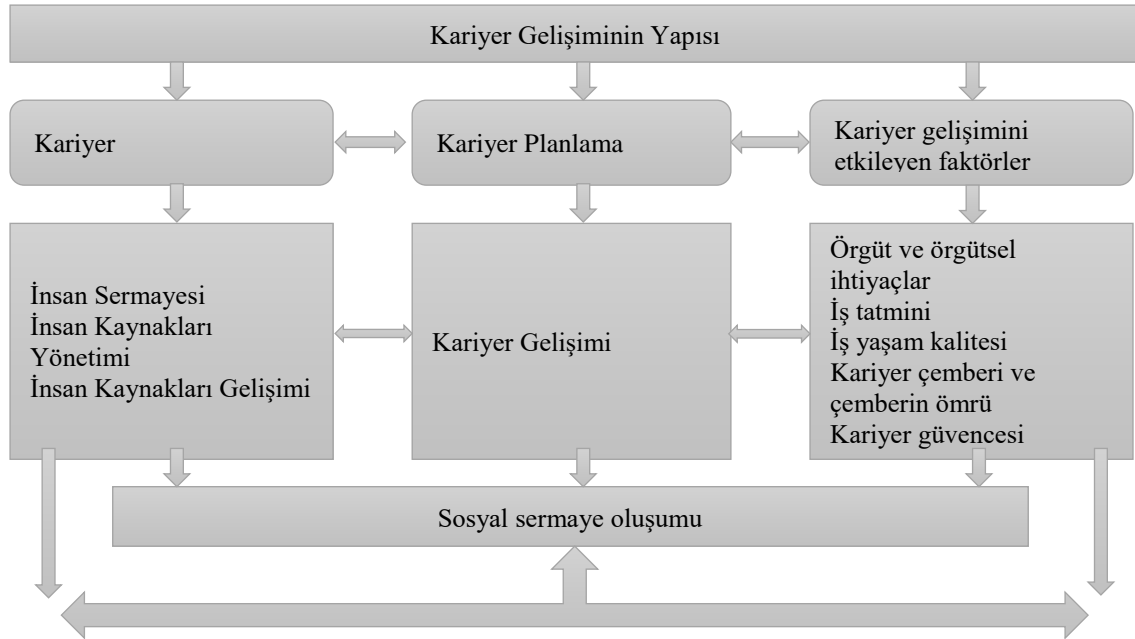 Kariyer Gelişiminin Yapısı
Kariyer
Kariyer Planlama
Kariyer gelişimini
etkileyen faktörler
İnsan Sermayesi
İnsan Kaynakları
Yönetimi
İnsan Kaynakları Gelişimi
Kariyer Gelişimi
Örgüt ve örgütsel
ihtiyaçlar
İş tatmini
İş yaşam kalitesi
Kariyer çemberi ve
çemberin ömrü
Kariyer güvencesi
Sosyal sermaye oluşumu